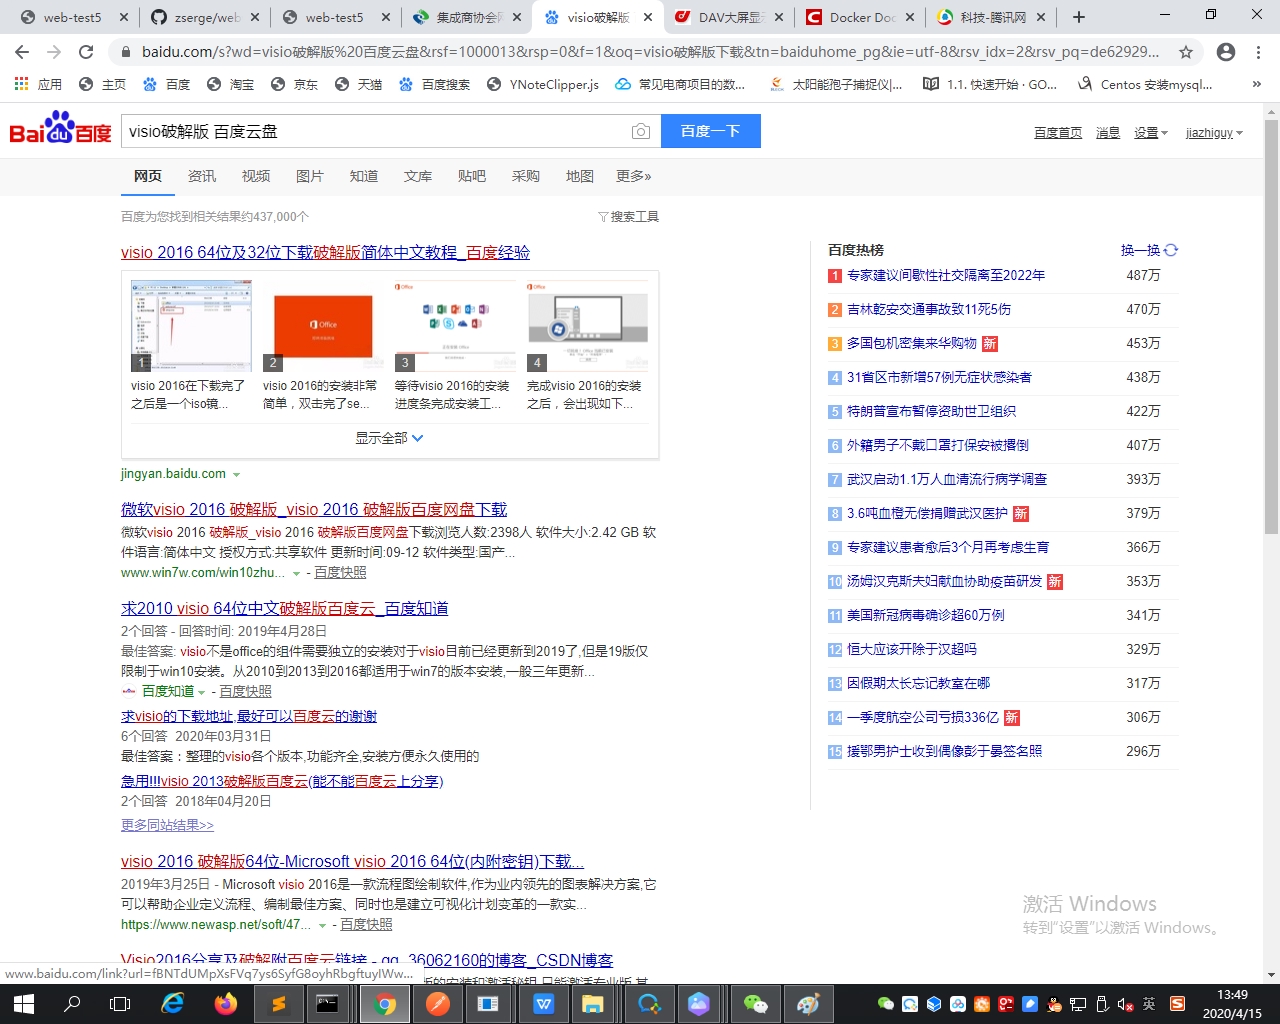 web-test5
zserge/web
web-test5
集成商协会网
visio破解版
DAV大屏显示
Docker Doc
科技-腾讯网
baidu.com/s?wd=visio破解版%20百度云盘&rsf=1000013&rsp=0&f=1&oq=visio破解版下载&tn=baiduhome_pg&ie=utf-8&rsv_idx=2&rsv_pq=de62929...
应用
主页
百度
淘宝
京东
天猫
百度搜索
YNoteClipper.js
常见电商项目的数...
太阳能孢子捕捉仪|...
1.1. 快速开始 · GO...
Centos 安装mysql...
»
Bai du 百度
visio破解版 百度云盘
百度一下
百度首页
消息
设置
jiazhiguy
网页
资讯
视频
图片
知道
文库
贴吧
采购
地图
更多»
百度为您找到相关结果约437,000个
搜索工具
visio 2016 64位及32位下载破解版简体中文教程_百度经验
1
2
3
4
visio 2016在下载完了之后是一个iso镜...
visio 2016的安装非常简单，双击完了se...
等待visio 2016的安装进度条完成安装工...
完成visio 2016的安装之后，会出现如下...
显示全部
jingyan.baidu.com
微软visio 2016 破解版_visio 2016 破解版百度网盘下载
微软visio 2016 破解版_visio 2016 破解版百度网盘下载浏览人数:2398人 软件大小:2.42 GB 软
件语言:简体中文 授权方式:共享软件 更新时间:09-12 软件类型:国产...
www.win7w.com/win10zhu... - 百度快照
求2010 visio 64位中文破解版百度云_百度知道
2个回答 - 回答时间: 2019年4月28日
最佳答案: visio不是office的组件需要独立的安装对于visio目前已经更新到2019了,但是19版仅
限制于win10安装。从2010到2013到2016都适用于win7的版本安装,一般三年更新...
百度知道 - 百度快照
求visio的下载地址,最好可以百度云的谢谢
6个回答 2020年03月31日
最佳答案：整理的visio各个版本,功能齐全,安装方便永久使用的
急用!!!visio 2013破解版百度云(能不能百度云上分享)
2个回答 2018年04月20日
更多同站结果>>
visio 2016 破解版64位-Microsoft visio 2016 64位(内附密钥)下载...
2019年3月25日 - Microsoft visio 2016是一款流程图绘制软件,作为业内领先的图表解决方案,它
可以帮助企业定义流程、编制最佳方案、同时也是建立可视化计划变革的一款实...
https://www.newasp.net/soft/47... - 百度快照
Visio2016分享及破解附百度云链接 - qq_36062160的博客_CSDN博客
www.baidu.com/link?url=fBNTdUMpXsFVq7ys6SyfG8oyhRbgftuyIWw...
百度热榜
换一换
1 专家建议间歇性社交隔离至2022年 487万
2 吉林乾安交通事故致11死5伤 470万
3 多国包机密集来华购物 新 453万
4 31省区市新增57例无症状感染者 438万
5 特朗普宣布暂停资助世卫组织 422万
6 外籍男子不戴口罩打保安被撂倒 407万
7 武汉启动1.1万人血清流行病学调查 393万
8 3.6吨血橙无偿捐赠武汉医护 新 379万
9 专家建议患者愈后3个月再考虑生育 366万
10 汤姆汉克斯夫妇献血协助疫苗研发 新 353万
11 美国新冠病毒确诊超60万例 341万
12 恒大应该开除于汉超吗 329万
13 因假期太长忘记教室在哪 317万
14 一季度航空公司亏损336亿 新 306万
15 援鄂男护士收到偶像彭于晏签名照 296万
激活 Windows
转到"设置"以激活 Windows。
英
13:49
2020/4/15